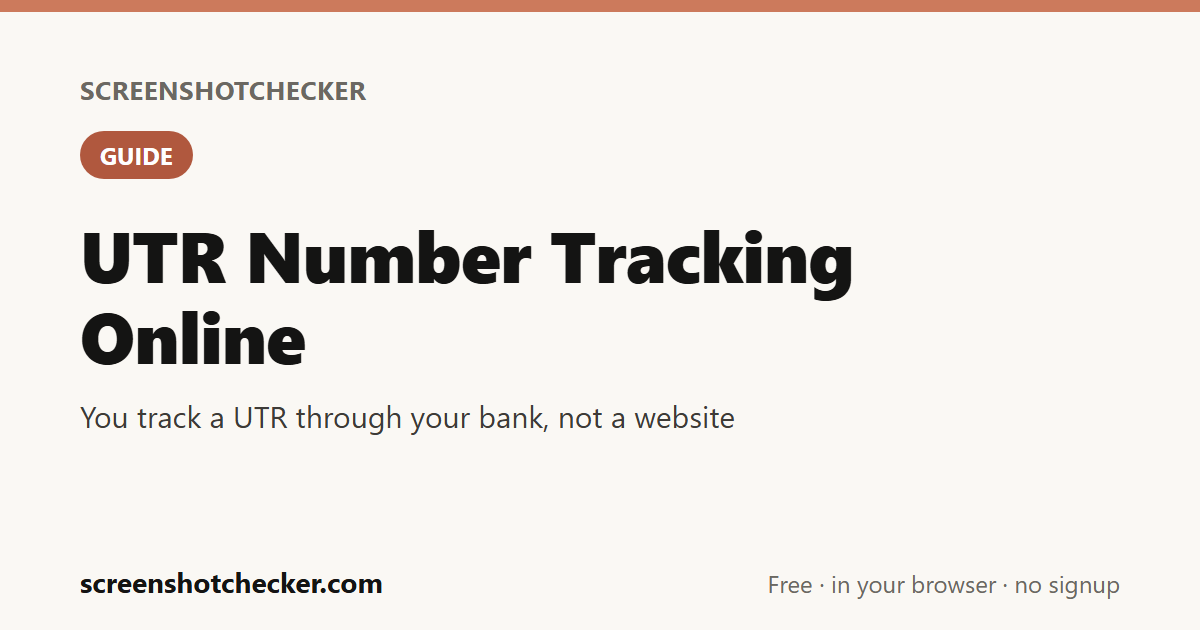 SCREENSHOTCHECKER
GUIDE
UTR Number Tracking
Online
You track a UTR through your bank, not a website
screenshotchecker.com
Free · in your browser · no signup